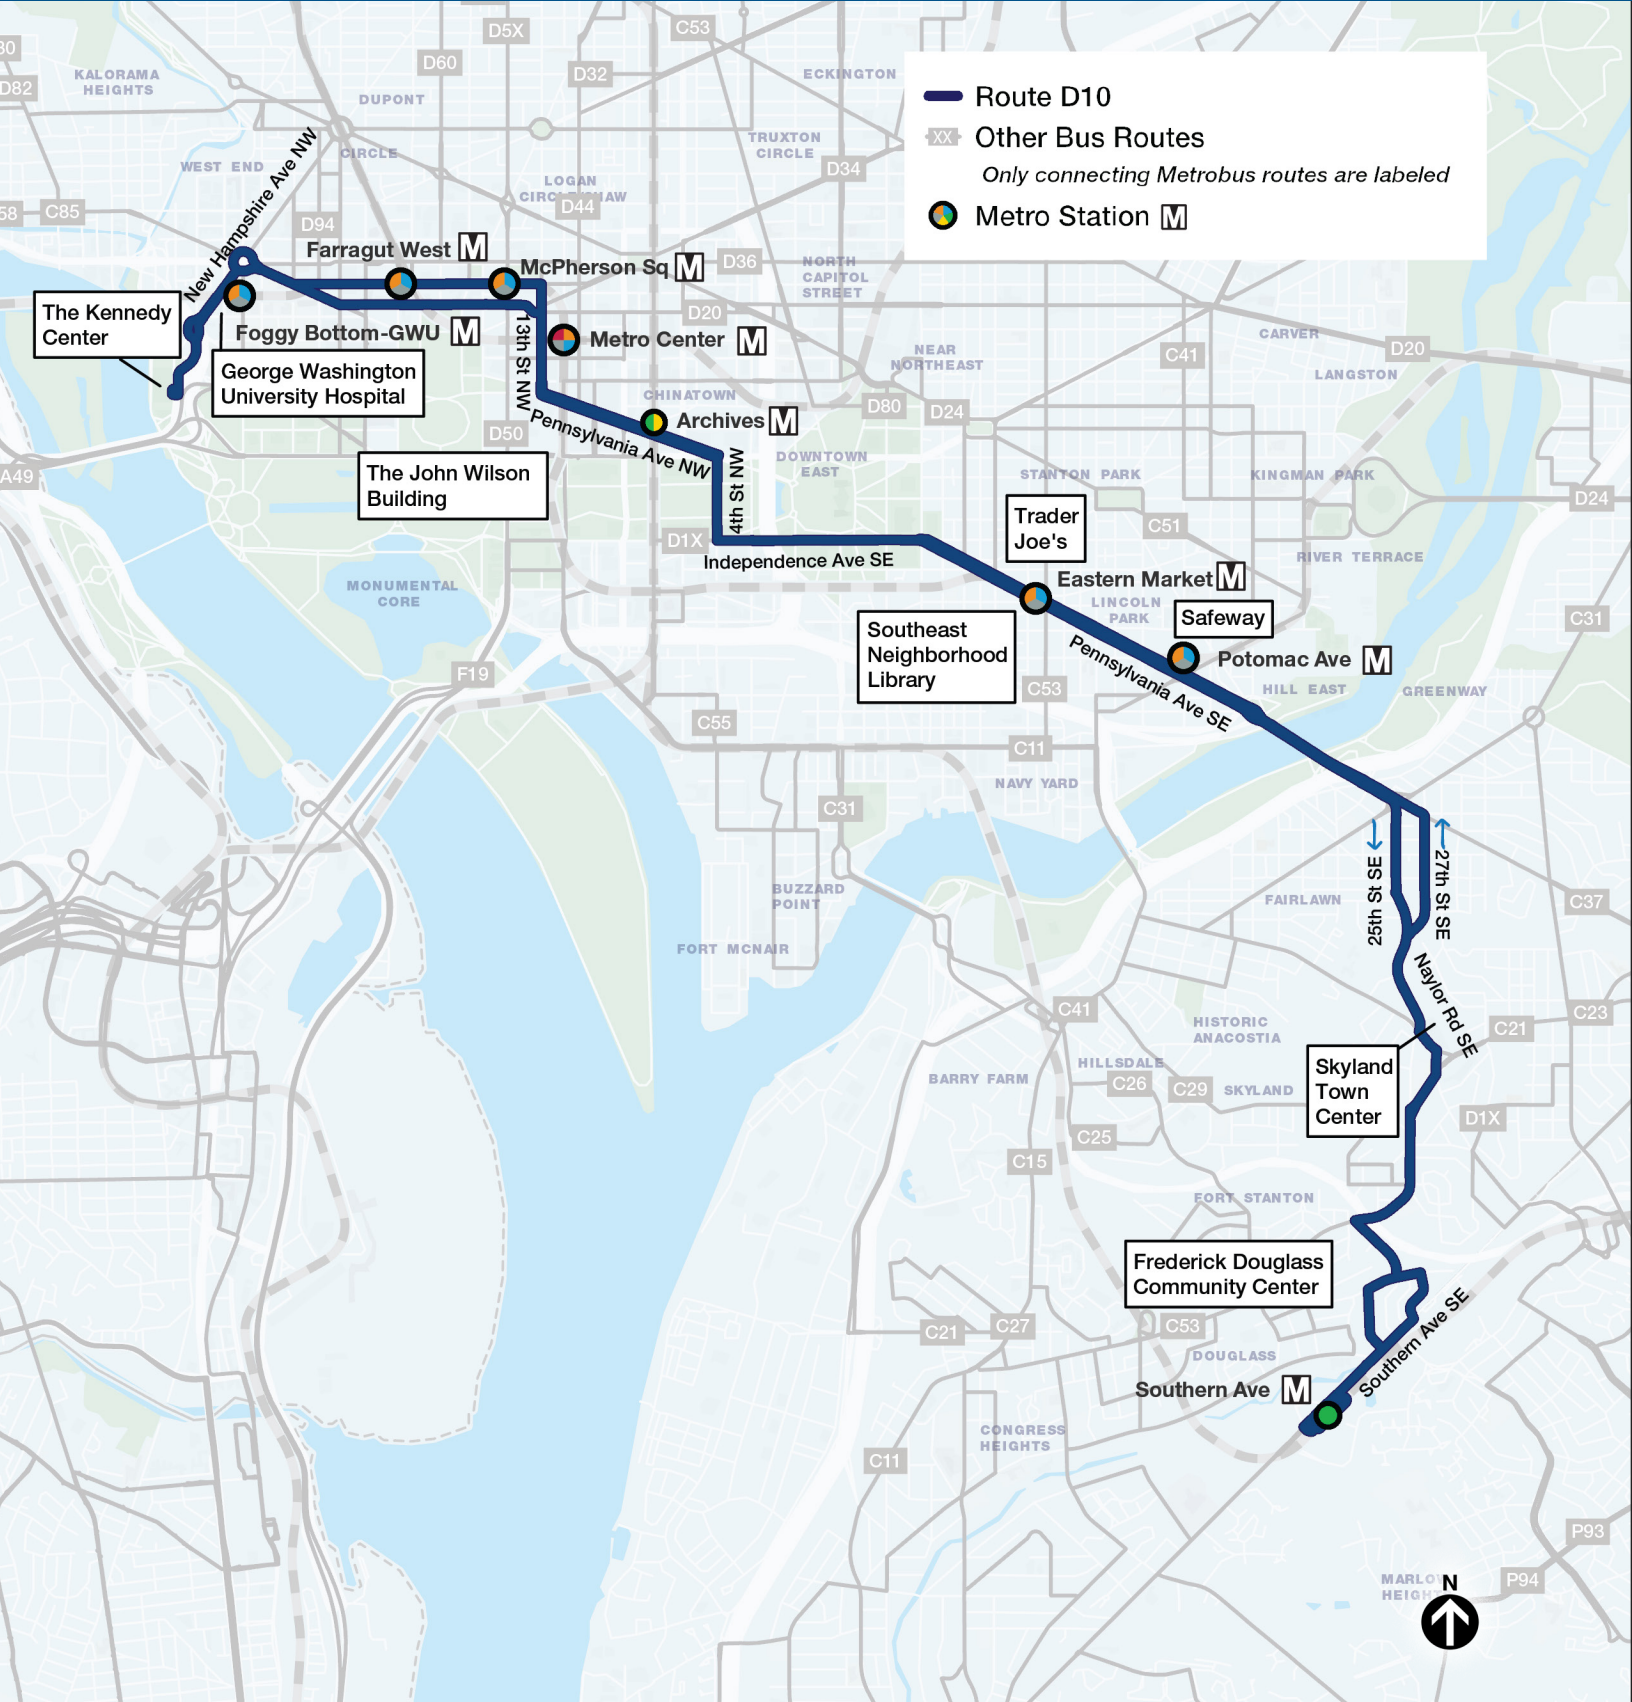 Route D10
XX Other Bus Routes
Only connecting Metrobus routes are labeled
Metro Station M
D5X
C53
D60
D32
D82
KALORAMA
HEIGHTS
DUPONT
CIRCLE
ECKINGTON
TRUXTON
CIRCLE
WEST END
LOGAN
D34
D44
C85
D94
New Hampshire Ave NW
Farragut West M
McPherson Sq M
D36
NORTH
CAPITOL
STREET
The Kennedy
Center
Foggy Bottom-GWU M
George Washington
University Hospital
13th St NW
Metro Center M
D20
CARVER
D20
LANGSTON
C41
NEAR
NORTHEAST
CHINATOWN
D80
D24
Archives M
Pennsylvania Ave NW
D50
A49
The John Wilson
Building
4th St NW
DOWNTOWN
EAST
STANTON PARK
KINGMAN PARK
D24
Trader
Joe's
C51
D1X
Independence Ave SE
RIVER TERRACE
MONUMENTAL
CORE
Eastern Market M
LINCOLN
PARK
Safeway
C31
Southeast
Neighborhood
Library
Pennsylvania Ave SE
Potomac Ave M
HILL EAST
GREENWAY
F19
C53
C55
C11
NAVY YARD
C31
25th St SE
27th St SE
BUZZARD
POINT
FAIRLAWN
C37
FORT MCNAIR
Naylor Rd SE
C41
C23
HISTORIC
ANACOSTIA
C21
HILLSDALE
BARRY FARM
C26
C29
SKYLAND
Skyland
Town
Center
D1X
C25
C15
FORT STANTON
Frederick Douglass
Community Center
C21
C27
C53
DOUGLASS
Southern Ave SE
Southern Ave M
CONGRESS
HEIGHTS
C11
P93
P94
N